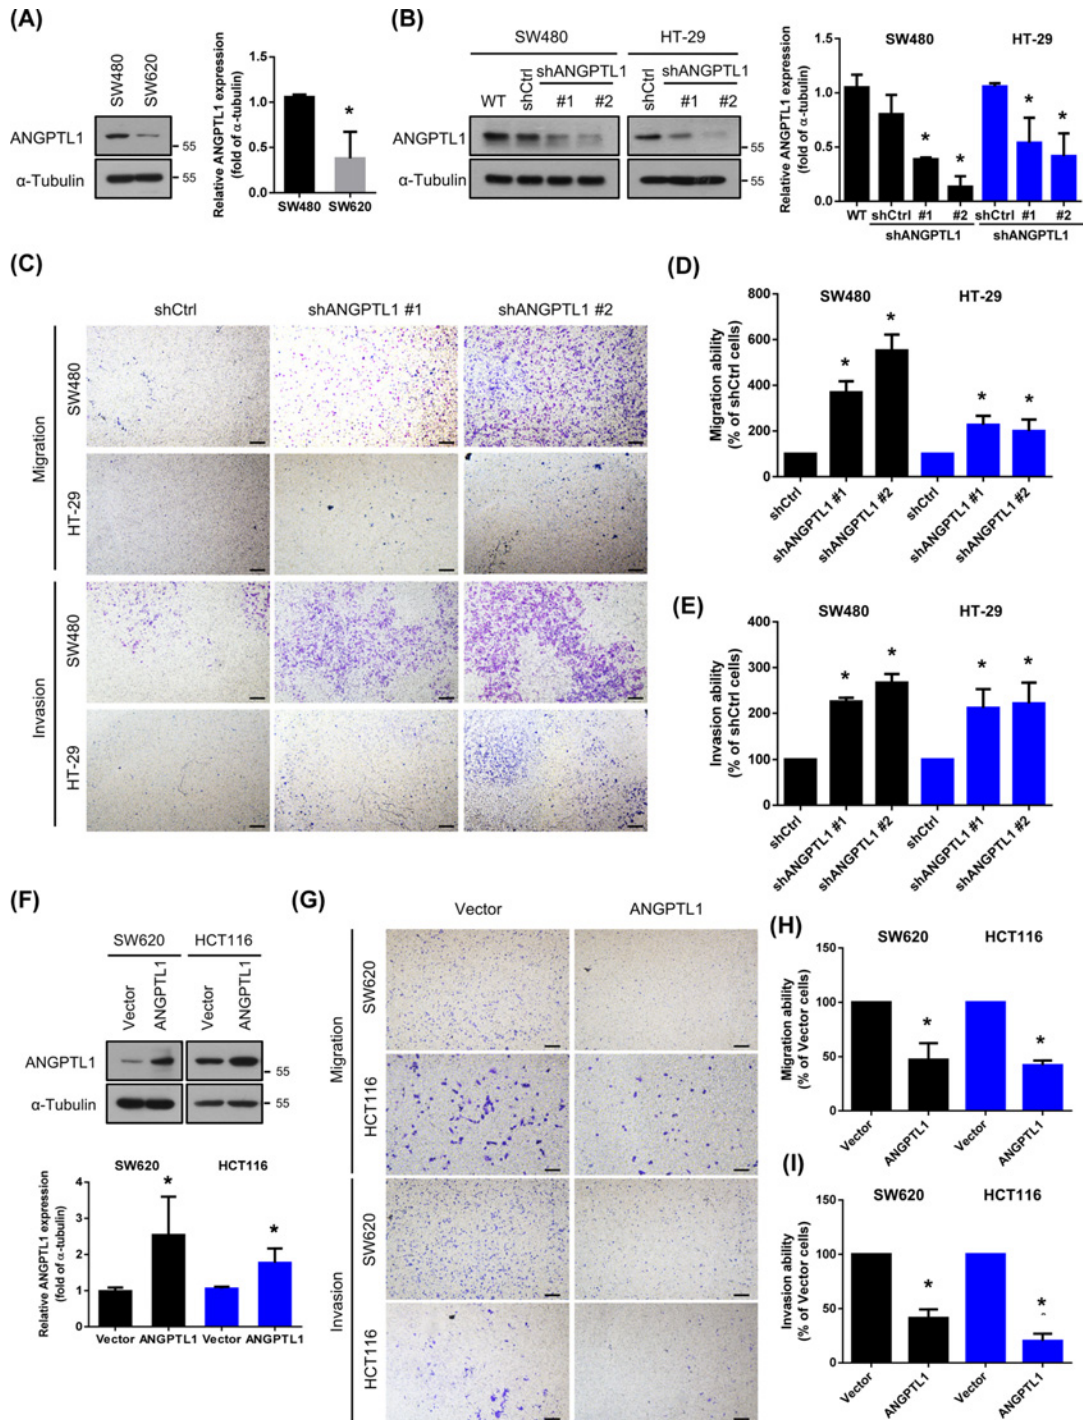 (A)
SW480
SW620
ANGPTL1
55
α-Tubulin
55
Relative ANGPTL1 expression
(fold of α-tubulin)
1.5
1.0
0.5
0.0
*
SW480 SW620
(B)
SW480
HT-29
shANGPTL1
shANGPTL1
WT
shCtrl
#1
#2
shCtrl
#1
#2
ANGPTL1
55
α-Tubulin
55
Relative ANGPTL1 expression
(fold of α-tubulin)
SW480
HT-29
1.5
1.0
0.5
0.0
* * * *
WT shCtrl #1 #2 shCtrl #1 #2
shANGPTL1 shANGPTL1
(C)
shCtrl
shANGPTL1 #1
shANGPTL1 #2
Migration
SW480
HT-29
Invasion
SW480
HT-29
(D)
SW480
HT-29
Migration ability
(% of shCtrl cells)
800
600
400
200
0
* * * *
shCtrl
shANGPTL1 #1
shANGPTL1 #2
shCtrl
shANGPTL1 #1
shANGPTL1 #2
(E)
SW480
HT-29
Invasion ability
(% of shCtrl cells)
400
300
200
100
0
* * * *
shCtrl
shANGPTL1 #1
shANGPTL1 #2
shCtrl
shANGPTL1 #1
shANGPTL1 #2
(F)
SW620
HCT116
Vector
ANGPTL1
Vector
ANGPTL1
ANGPTL1
55
α-Tubulin
55
SW620
HCT116
Relative ANGPTL1 expression
(fold of α-tubulin)
6
4
2
0
* *
Vector ANGPTL1 Vector ANGPTL1
(G)
Vector
ANGPTL1
Migration
SW620
HCT116
Invasion
SW620
HCT116
(H)
SW620
HCT116
Migration ability
(% of Vector cells)
150
100
50
0
* *
Vector
ANGPTL1
Vector
ANGPTL1
(I)
SW620
HCT116
Invasion ability
(% of Vector cells)
150
100
50
0
* *
Vector
ANGPTL1
Vector
ANGPTL1